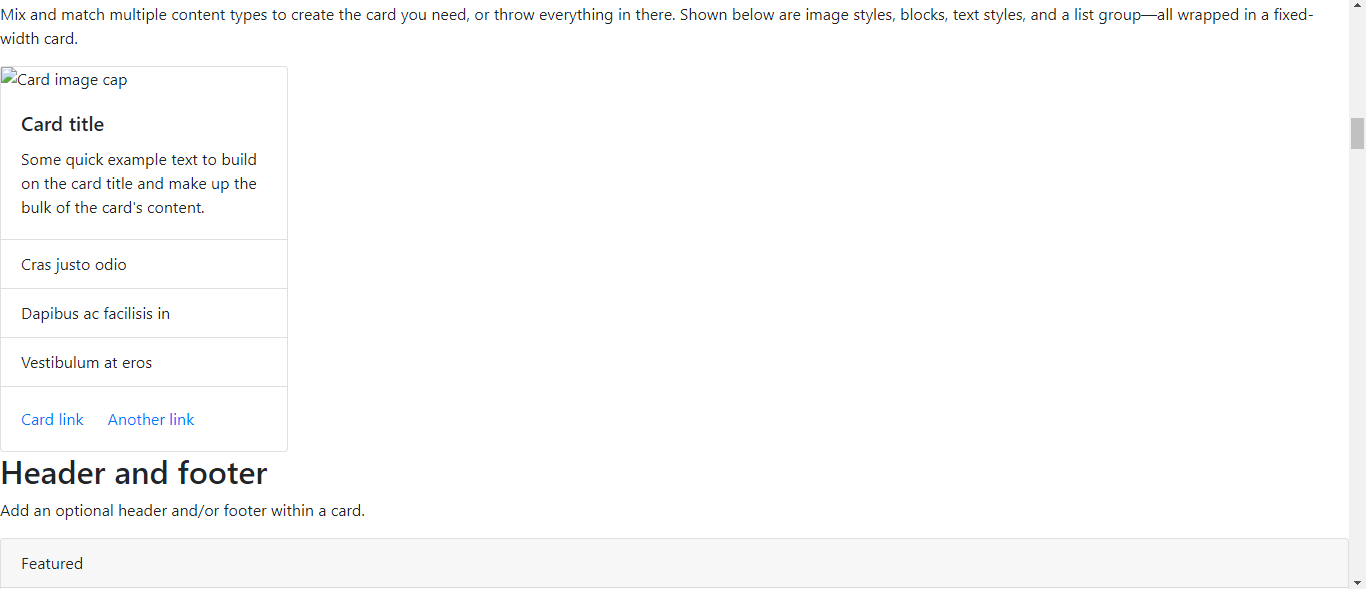 Mix and match multiple content types to create the card you need, or throw everything in there. Shown below are image styles, blocks, text styles, and a list group—all wrapped in a fixed-
width card.
Card image cap
Card title
Some quick example text to build
on the card title and make up the
bulk of the card's content.
Cras justo odio
Dapibus ac facilisis in
Vestibulum at eros
Card link Another link
Header and footer
Add an optional header and/or footer within a card.
Featured